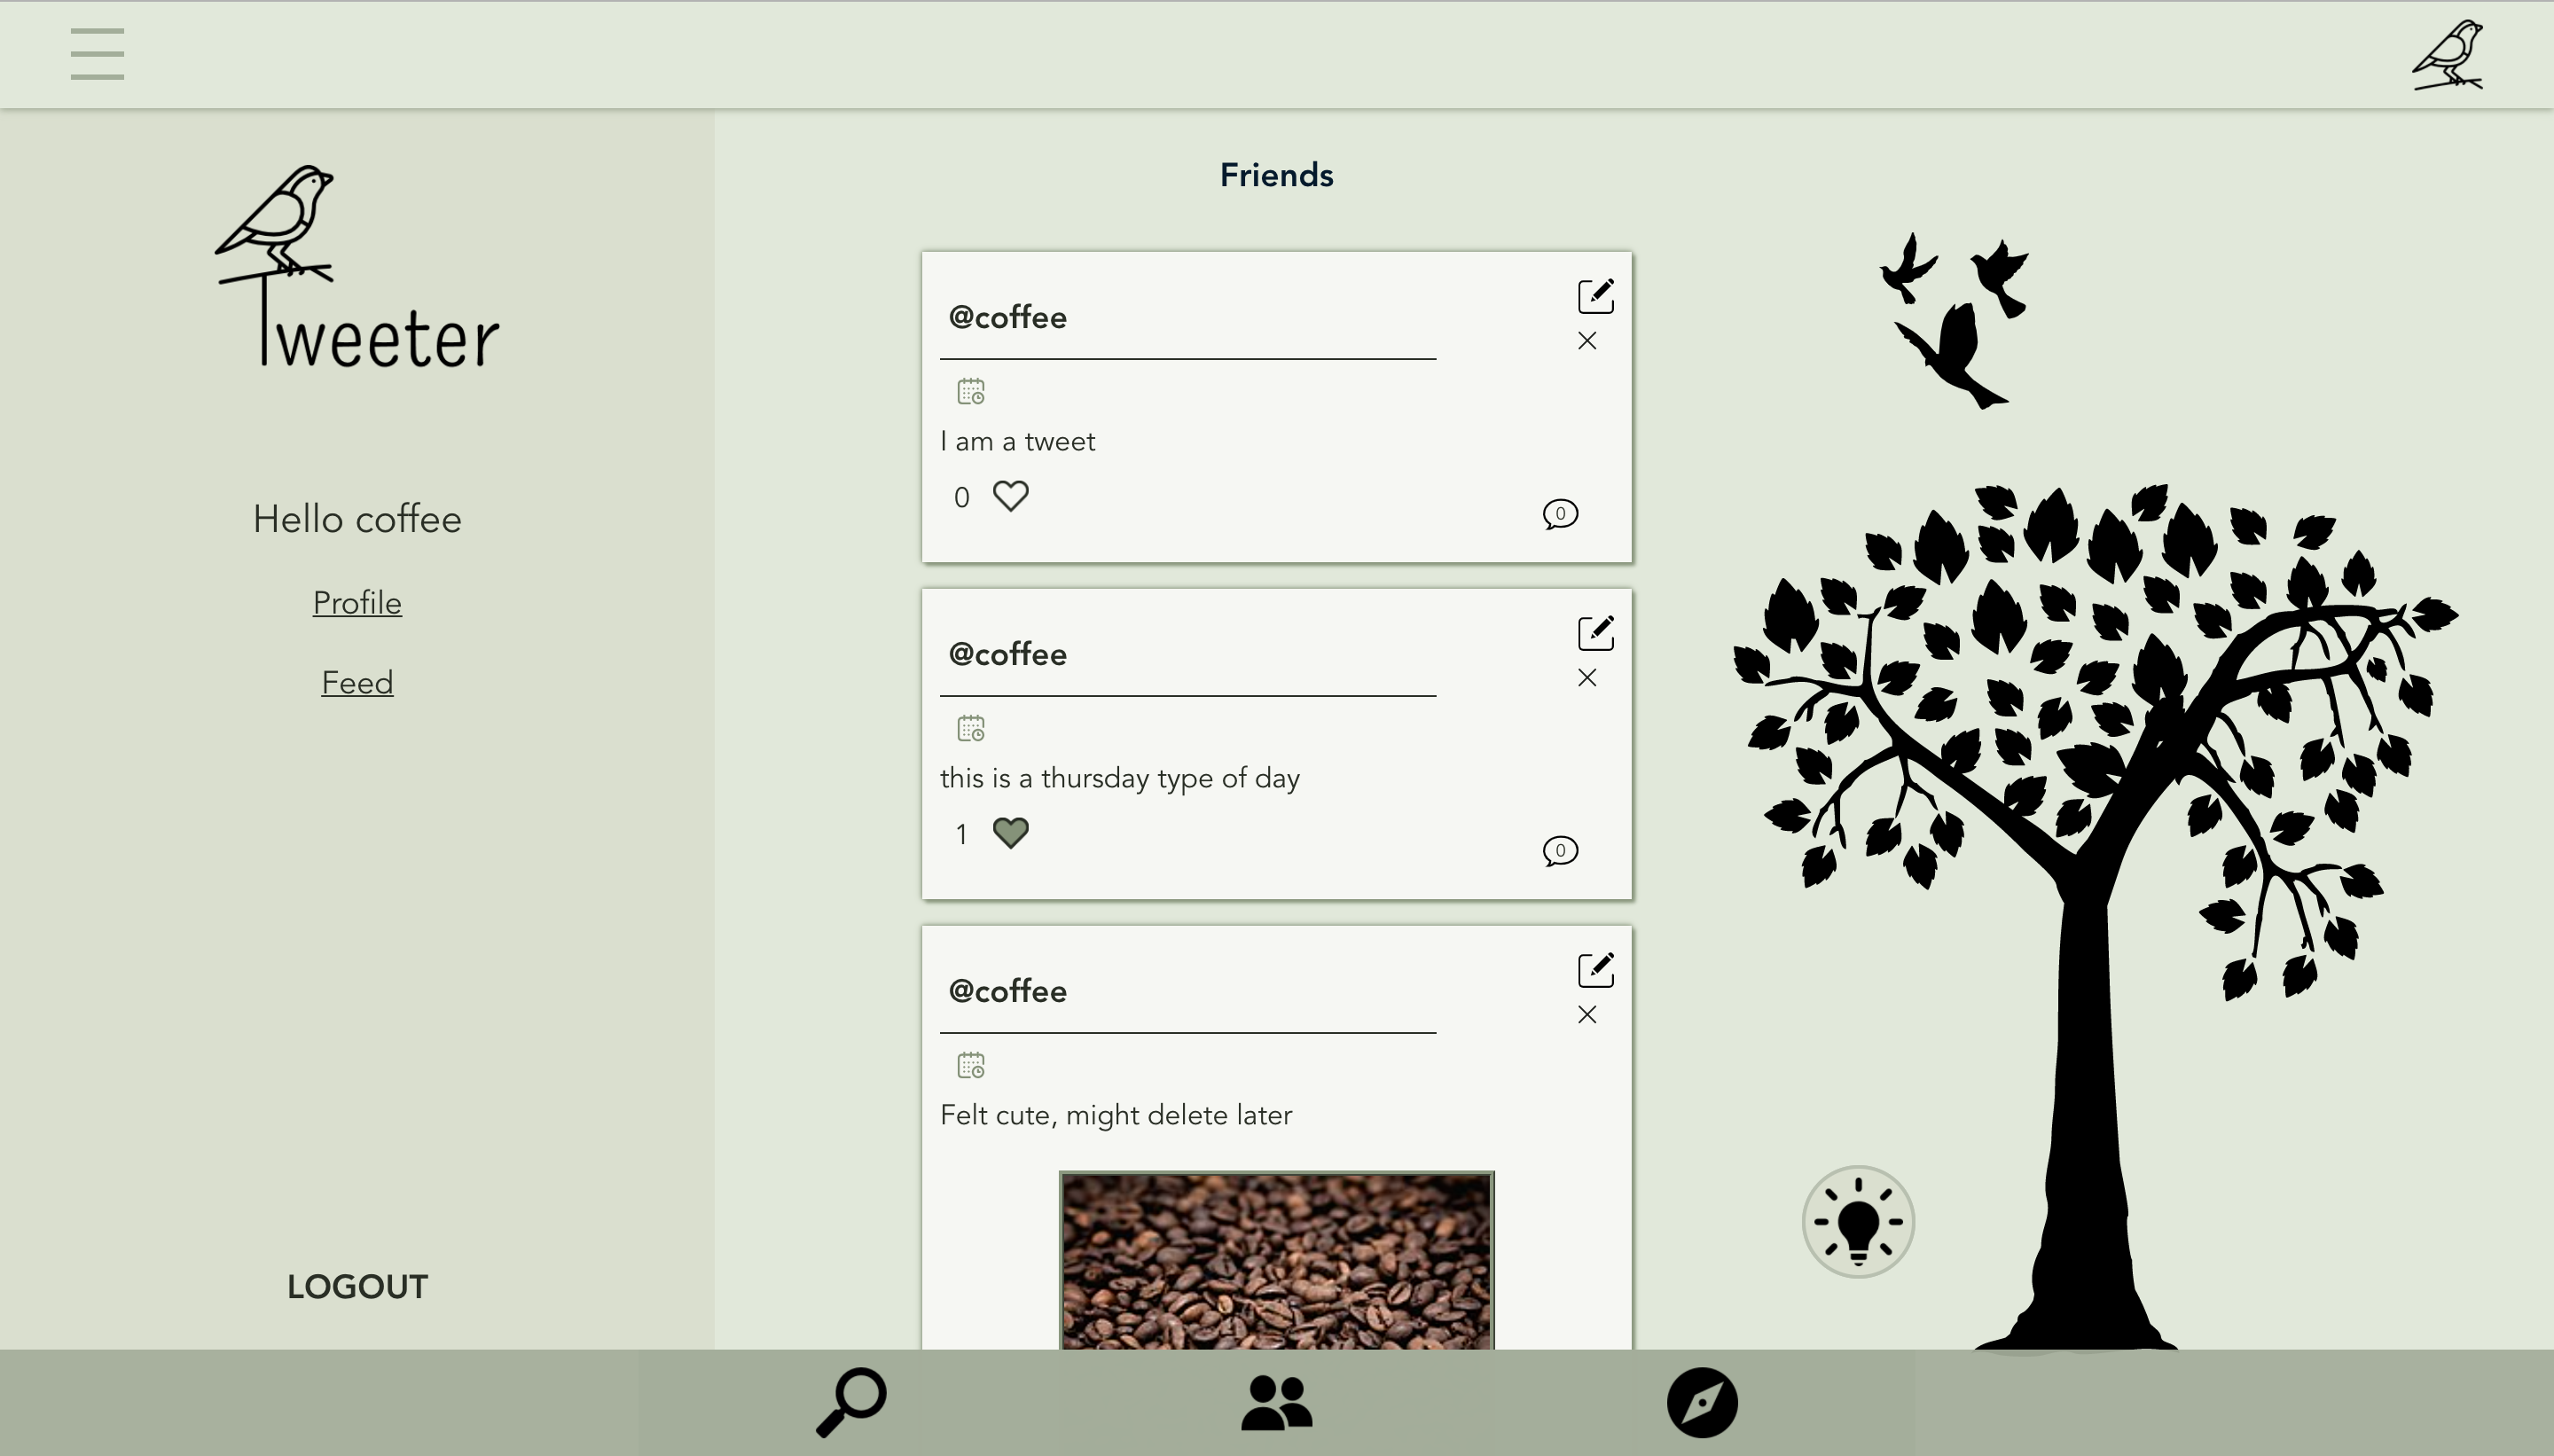 Tweeter
Hello coffee
Profile
Feed
LOGOUT
Friends
@coffee
I am a tweet
0
0
@coffee
this is a thursday type of day
1
0
@coffee
Felt cute, might delete later